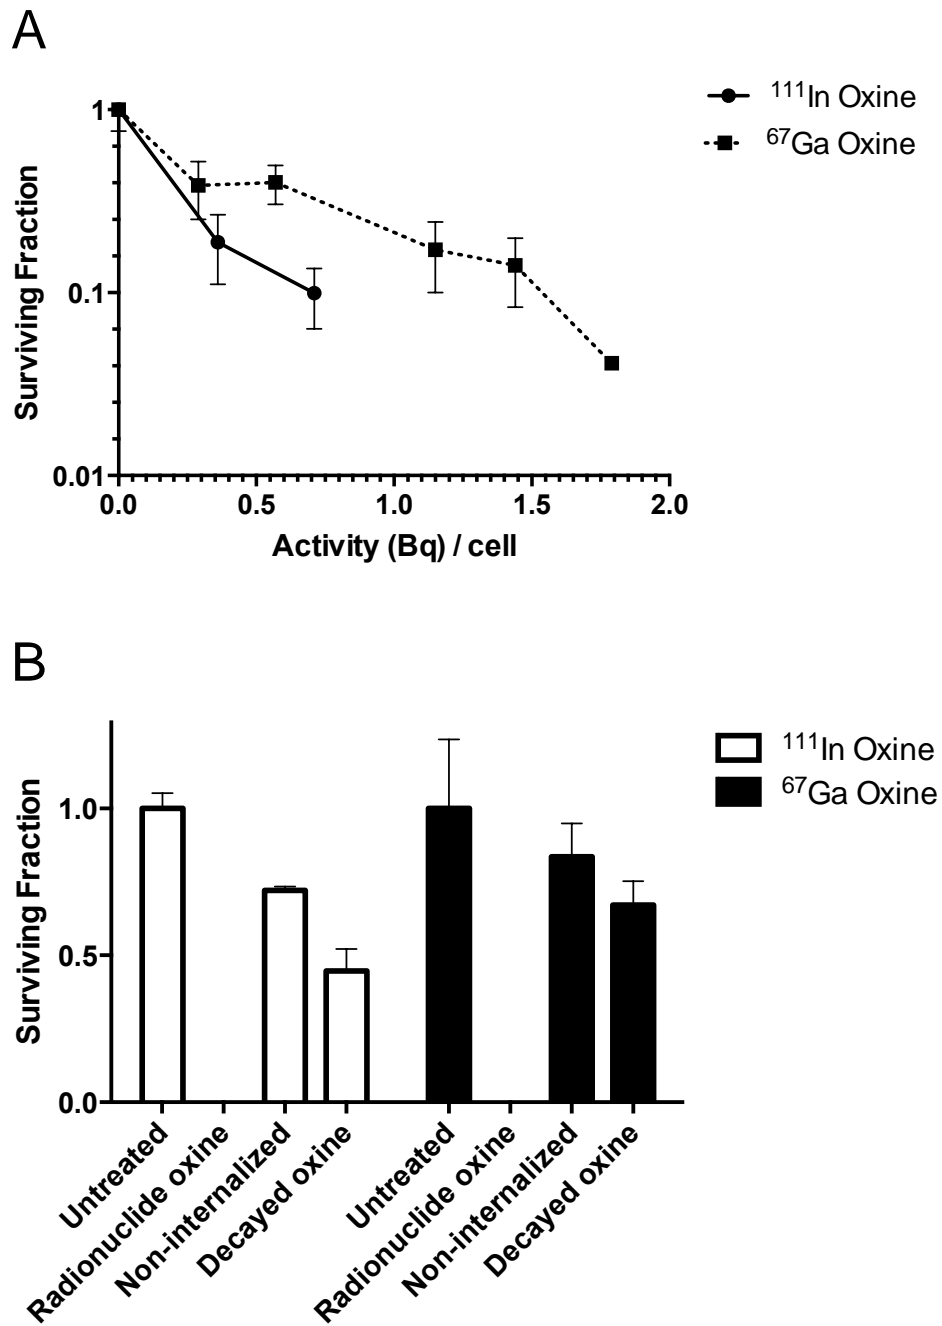 A
111In Oxine
67Ga Oxine
1
0.1
0.01
Surviving Fraction
0.0 0.5 1.0 1.5 2.0
Activity (Bq) / cell
B
111In Oxine
67Ga Oxine
1.0
0.5
0.0
Surviving Fraction
Untreated
Radionuclide oxine
Non-internalized
Decayed oxine
Untreated
Radionuclide oxine
Non-internalized
Decayed oxine